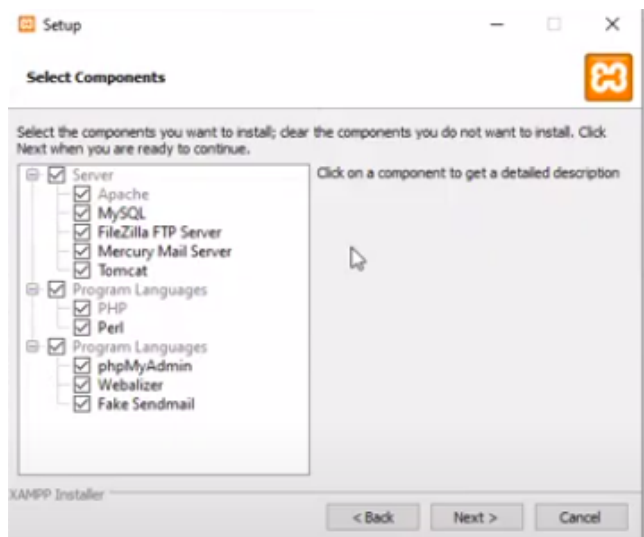 Setup
Select Components
Select the components you want to install; clear the components you do not want to install. Click
Next when you are ready to continue.
Click on a component to get a detailed description
Server
Apache
MySQL
FileZilla FTP Server
Mercury Mail Server
Tomcat
Program Languages
PHP
Perl
Program Languages
phpMyAdmin
Webalizer
Fake Sendmail
XAMPP Installer
< Back
Next >
Cancel